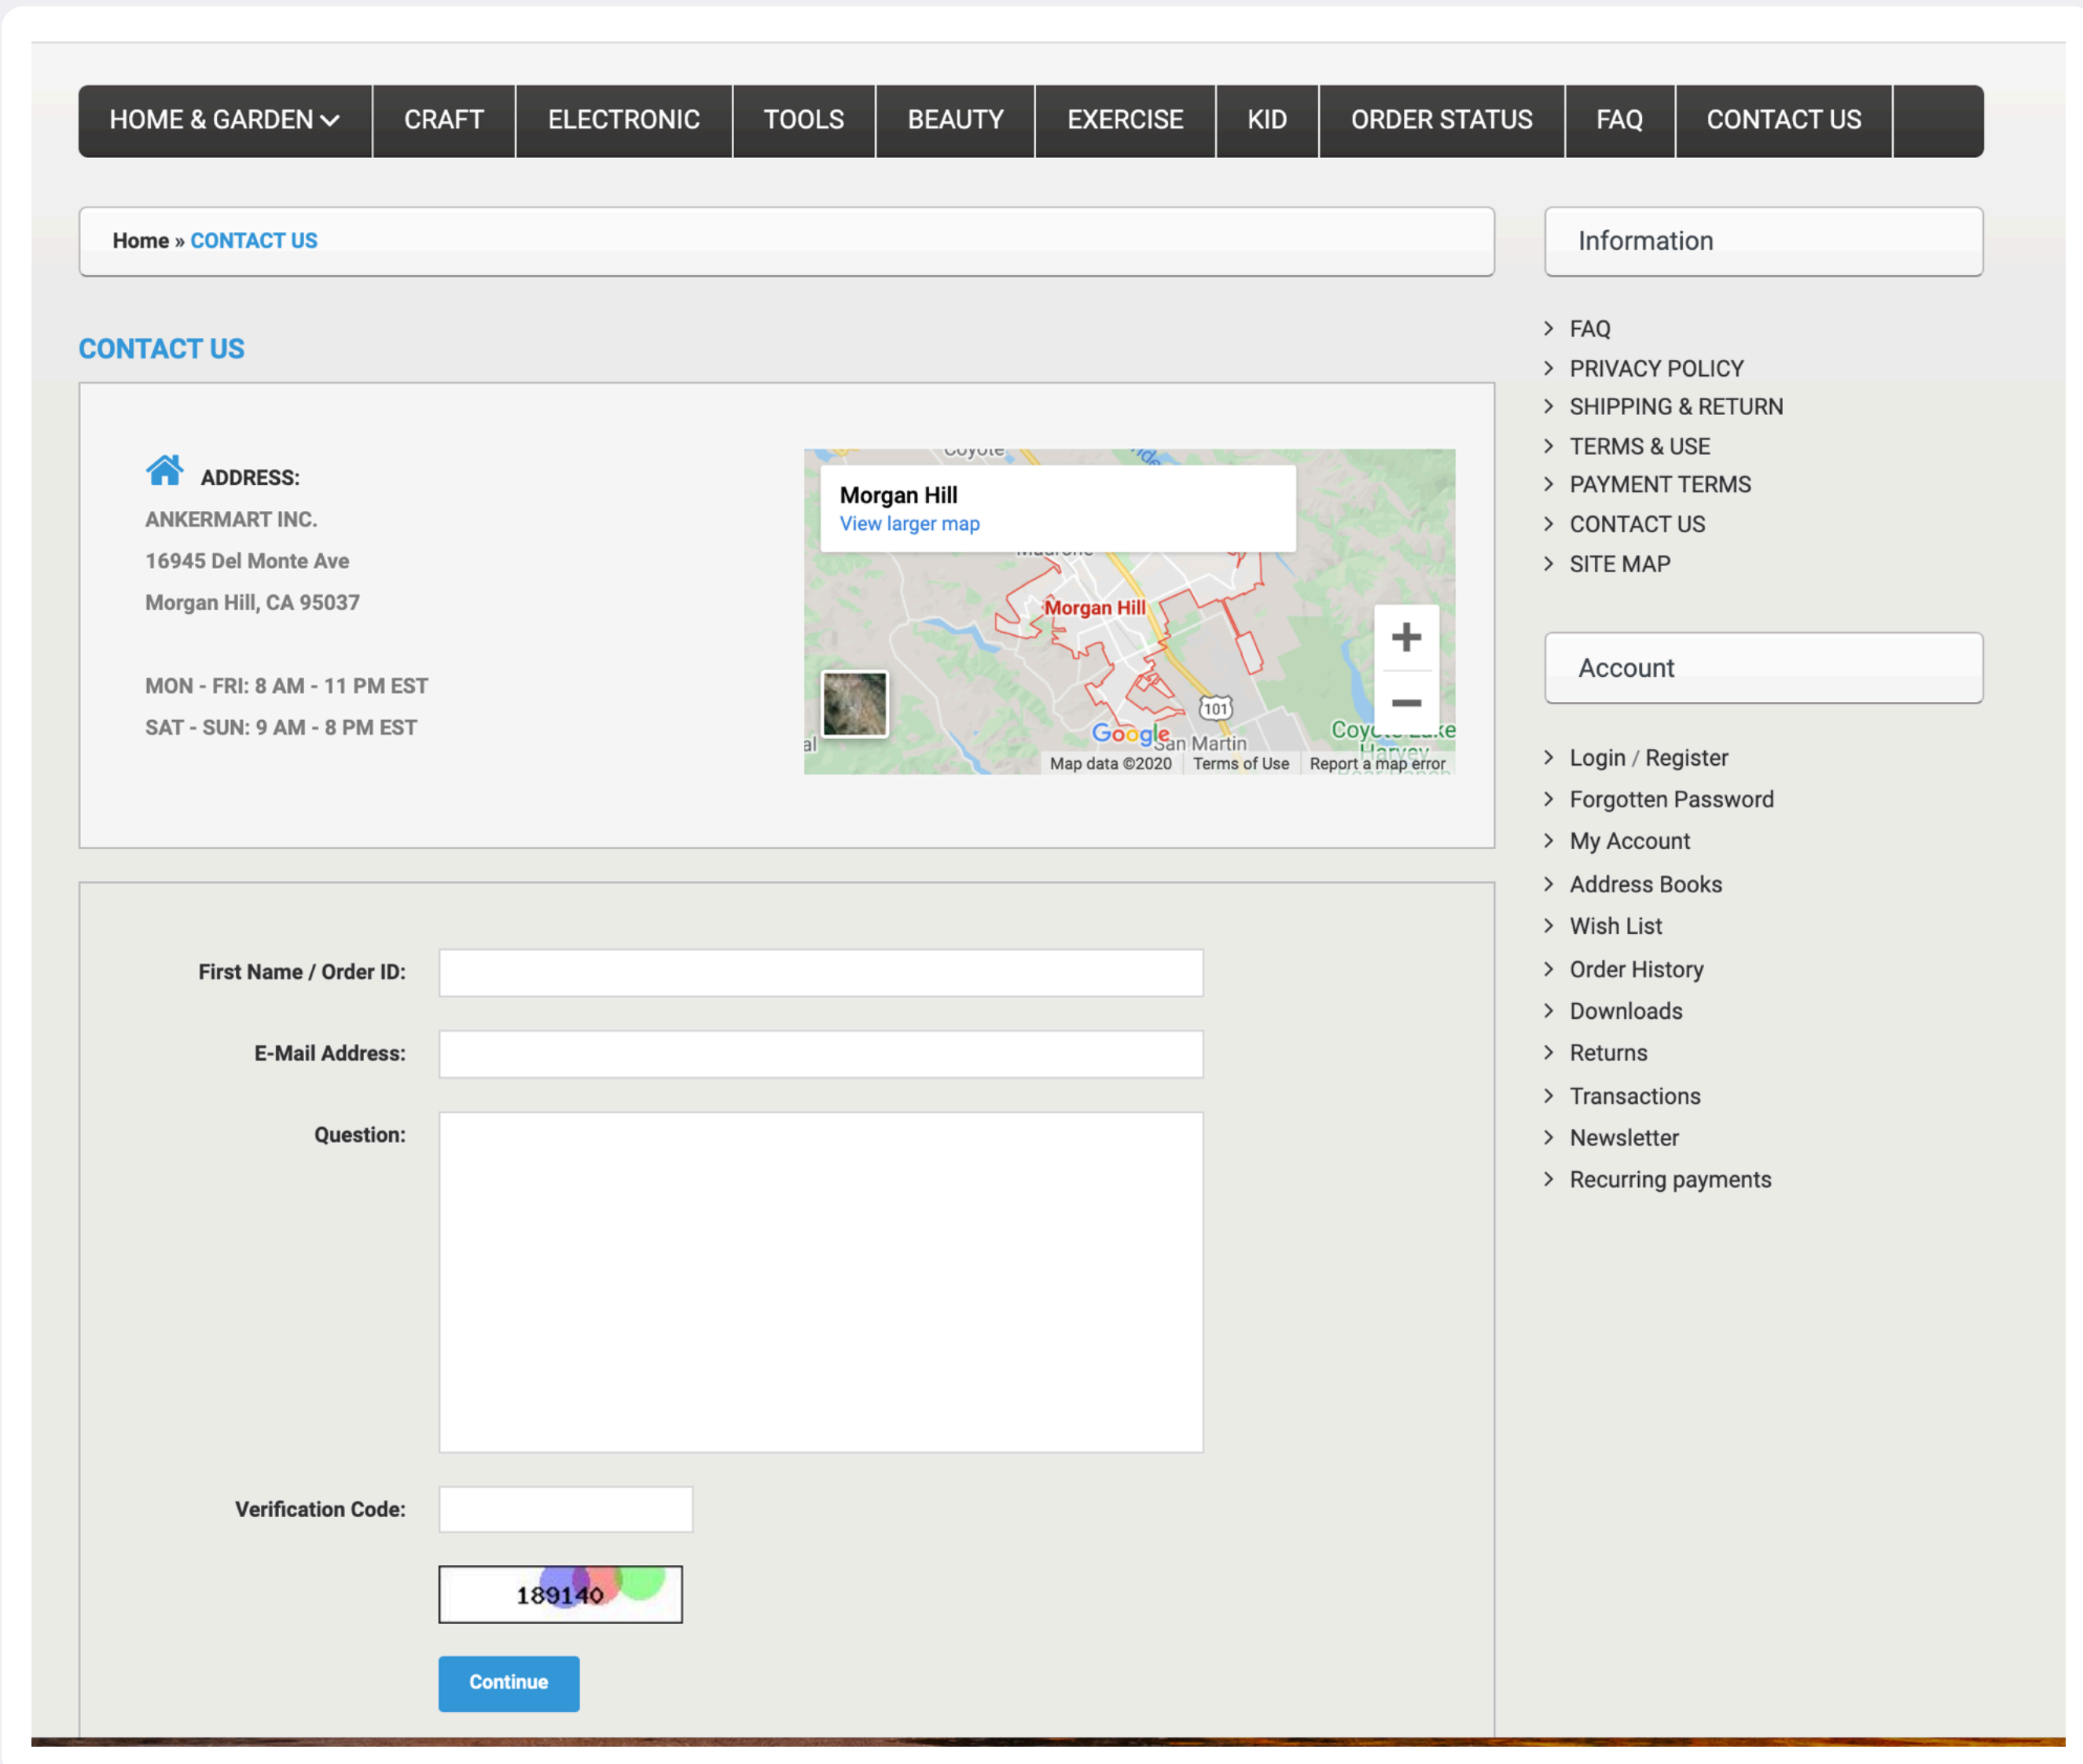 HOME & GARDEN CRAFT ELECTRONIC TOOLS BEAUTY EXERCISE KID ORDER STATUS FAQ CONTACT US
Home » CONTACT US
CONTACT US
ADDRESS:
ANKERMART INC.
16945 Del Monte Ave
Morgan Hill, CA 95037
MON - FRI: 8 AM - 11 PM EST
SAT - SUN: 9 AM - 8 PM EST
Coyote
Morgan Hill
View larger map
Madrone
Morgan Hill
101
Google
San Martin
Harvey
Map data ©2020 Terms of Use Report a map error
First Name / Order ID:
E-Mail Address:
Question:
Verification Code:
189140
Continue
Information
FAQ
PRIVACY POLICY
SHIPPING & RETURN
TERMS & USE
PAYMENT TERMS
CONTACT US
SITE MAP
Account
Login / Register
Forgotten Password
My Account
Address Books
Wish List
Order History
Downloads
Returns
Transactions
Newsletter
Recurring payments